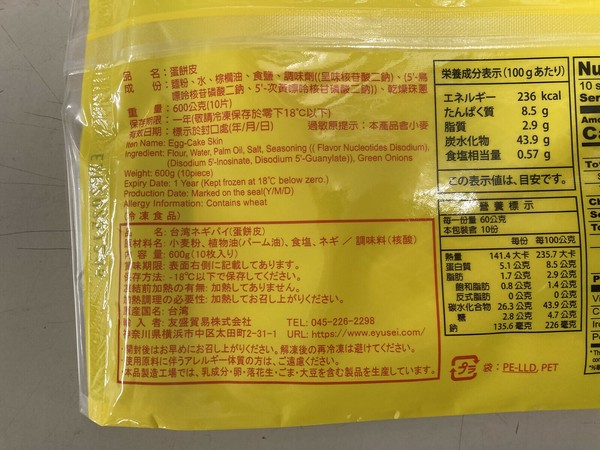 品 名：蛋餅皮
成 份：麵粉、水、棕櫚油、食鹽、調味劑((里味核苷酸二鈉)、(5'-鳥
嘌呤核苷磷酸二鈉、5'-次黃嘌呤核苷磷酸二鈉))、乾燥珠蔥
重 量：600公克(10片)
保存期限：一年(敬請冷凍保存於零下18℃以下)
有效日期：標示於封口處(年/月/日) 過敏原提示：本產品含小麥
Iten Name: Egg-Cake Skin
Ingredient: Flour, Water, Palm Oil, Salt, Seasoning (( Flavor Nucleotides Disodium),
(Disodium 5'-Inosinate, Disodium 5'-Guanylate)), Green Onions
Weight: 600g (10piece)
Expiry Date: 1 Year (Kept frozen at 18℃ below zero.)
Production Date: Marked on the seal(Y/M/D)
Allergy Information: Contains wheat
(冷凍食品)
品 名：台湾ネギパイ(蛋餅皮)
原材料名：小麦粉、植物油(パーム油)、食塩、ネギ / 調味料(核酸)
内 容 量：600g(10枚入り)
賞味期限：表面右側に記載してあります。
保存方法：-18℃以下で保存してください。
凍結前加熱の有無：加熱してありません。
加熱調理の必要性：加熱してお召し上がりください。
原産国名：台湾
輸 入 者：友盛貿易株式会社 TEL: 045-226-2298
神奈川県横浜市中区太田町2-31-1 URL: https://www.eyusei.com/
開封後はお早めにお召し上がりください。解凍後の再冷凍は避けてください。
使用原料に伴うアレルギー体質の方は、ご遠慮ください。
本品製造工場では、乳成分・卵・落花生・ごま・大豆を含む製品を生産しています。
栄養成分表示(100gあたり)
エネルギー 236 kcal
たんぱく質 8.5 g
脂質 2.9 g
炭水化物 43.9 g
食塩相当量 0.57 g
この表示値は、目安です。
營養標示
每一份量 60公克
本包裝含 10份
每份 每100公克
熱量 141.4 大卡 235.7 大卡
蛋白質 5.1 公克 8.5 公克
脂肪 1.7 公克 2.9 公克
飽和脂肪 0.8 公克 1.4 公克
反式脂肪 0 公克 0 公克
碳水化合物 26.3 公克 43.9 公克
糖 2.8 公克 4.7 公克
鈉 135.6 毫克 226 毫克
プラ 袋：PE-LLD, PET
Nu
10 s
Ser
Amo
Ca